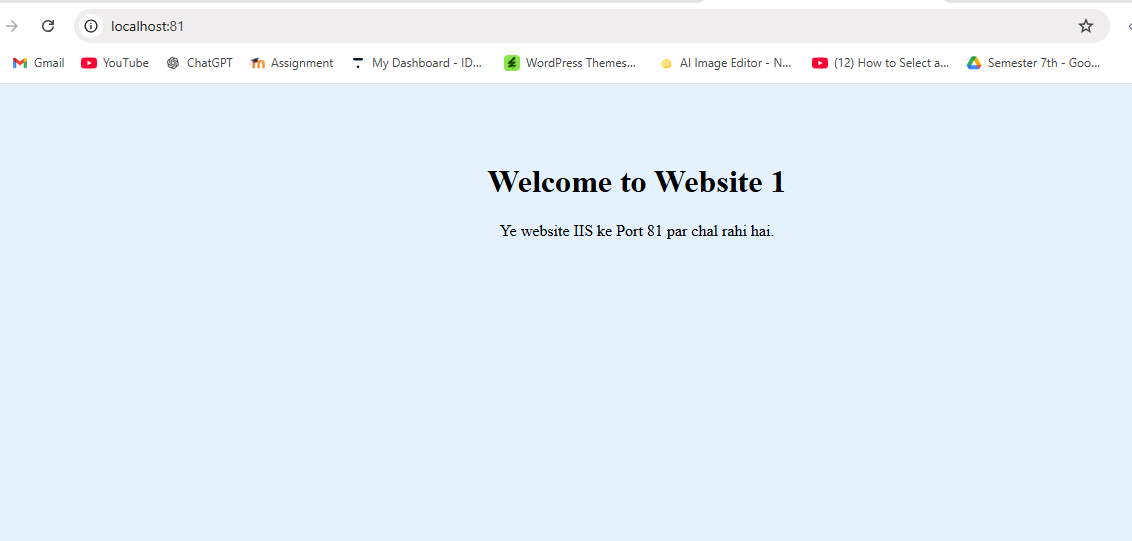 localhost:81
Gmail YouTube ChatGPT Assignment My Dashboard - ID... WordPress Themes... AI Image Editor - N... (12) How to Select a... Semester 7th - Goo...
Welcome to Website 1
Ye website IIS ke Port 81 par chal rahi hai.